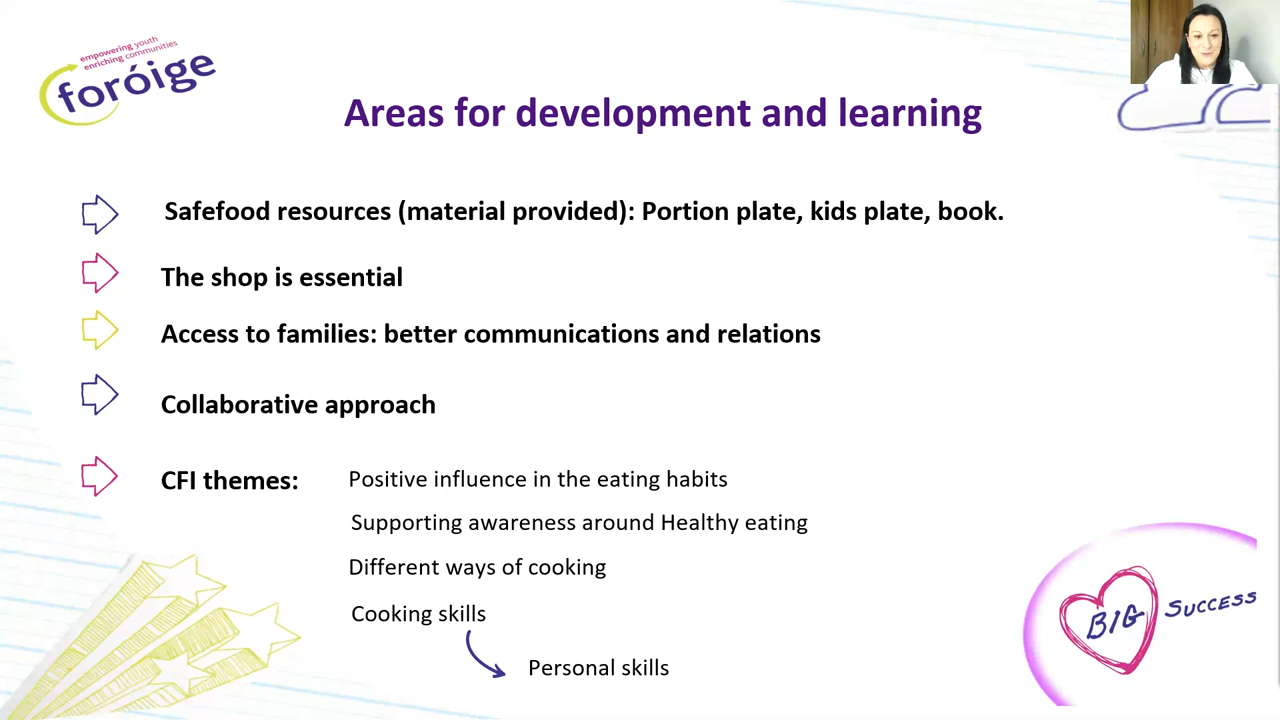 empowering youth
enriching communities
foróige
Areas for development and learning
Safefood resources (material provided): Portion plate, kids plate, book.
The shop is essential
Access to families: better communications and relations
Collaborative approach
CFI themes: Positive influence in the eating habits
Supporting awareness around Healthy eating
Different ways of cooking
Cooking skills
Personal skills
BIG SUCCESS